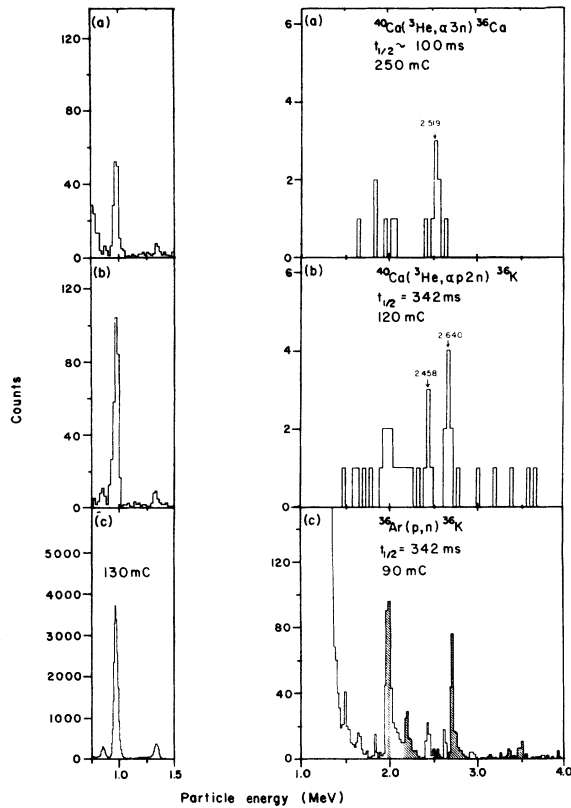 (a)
120
80
40
0
(b)
120
80
40
0
(c)
130 mC
5000
4000
3000
2000
1000
0
1.0
1.5
Counts
(a)
⁴⁰Ca(³He,α3n)³⁶Ca
t₁/₂ ~ 100 ms
250 mC
2.519
6
4
2
0
(b)
⁴⁰Ca(³He,αp2n) ³⁶K
t₁/₂ = 342 ms
120 mC
2.640
2.458
6
4
2
0
(c)
³⁶Ar(p,n) ³⁶K
t₁/₂ = 342 ms
90 mC
120
80
40
0
1.0
2.0
3.0
4.0
Particle energy (MeV)